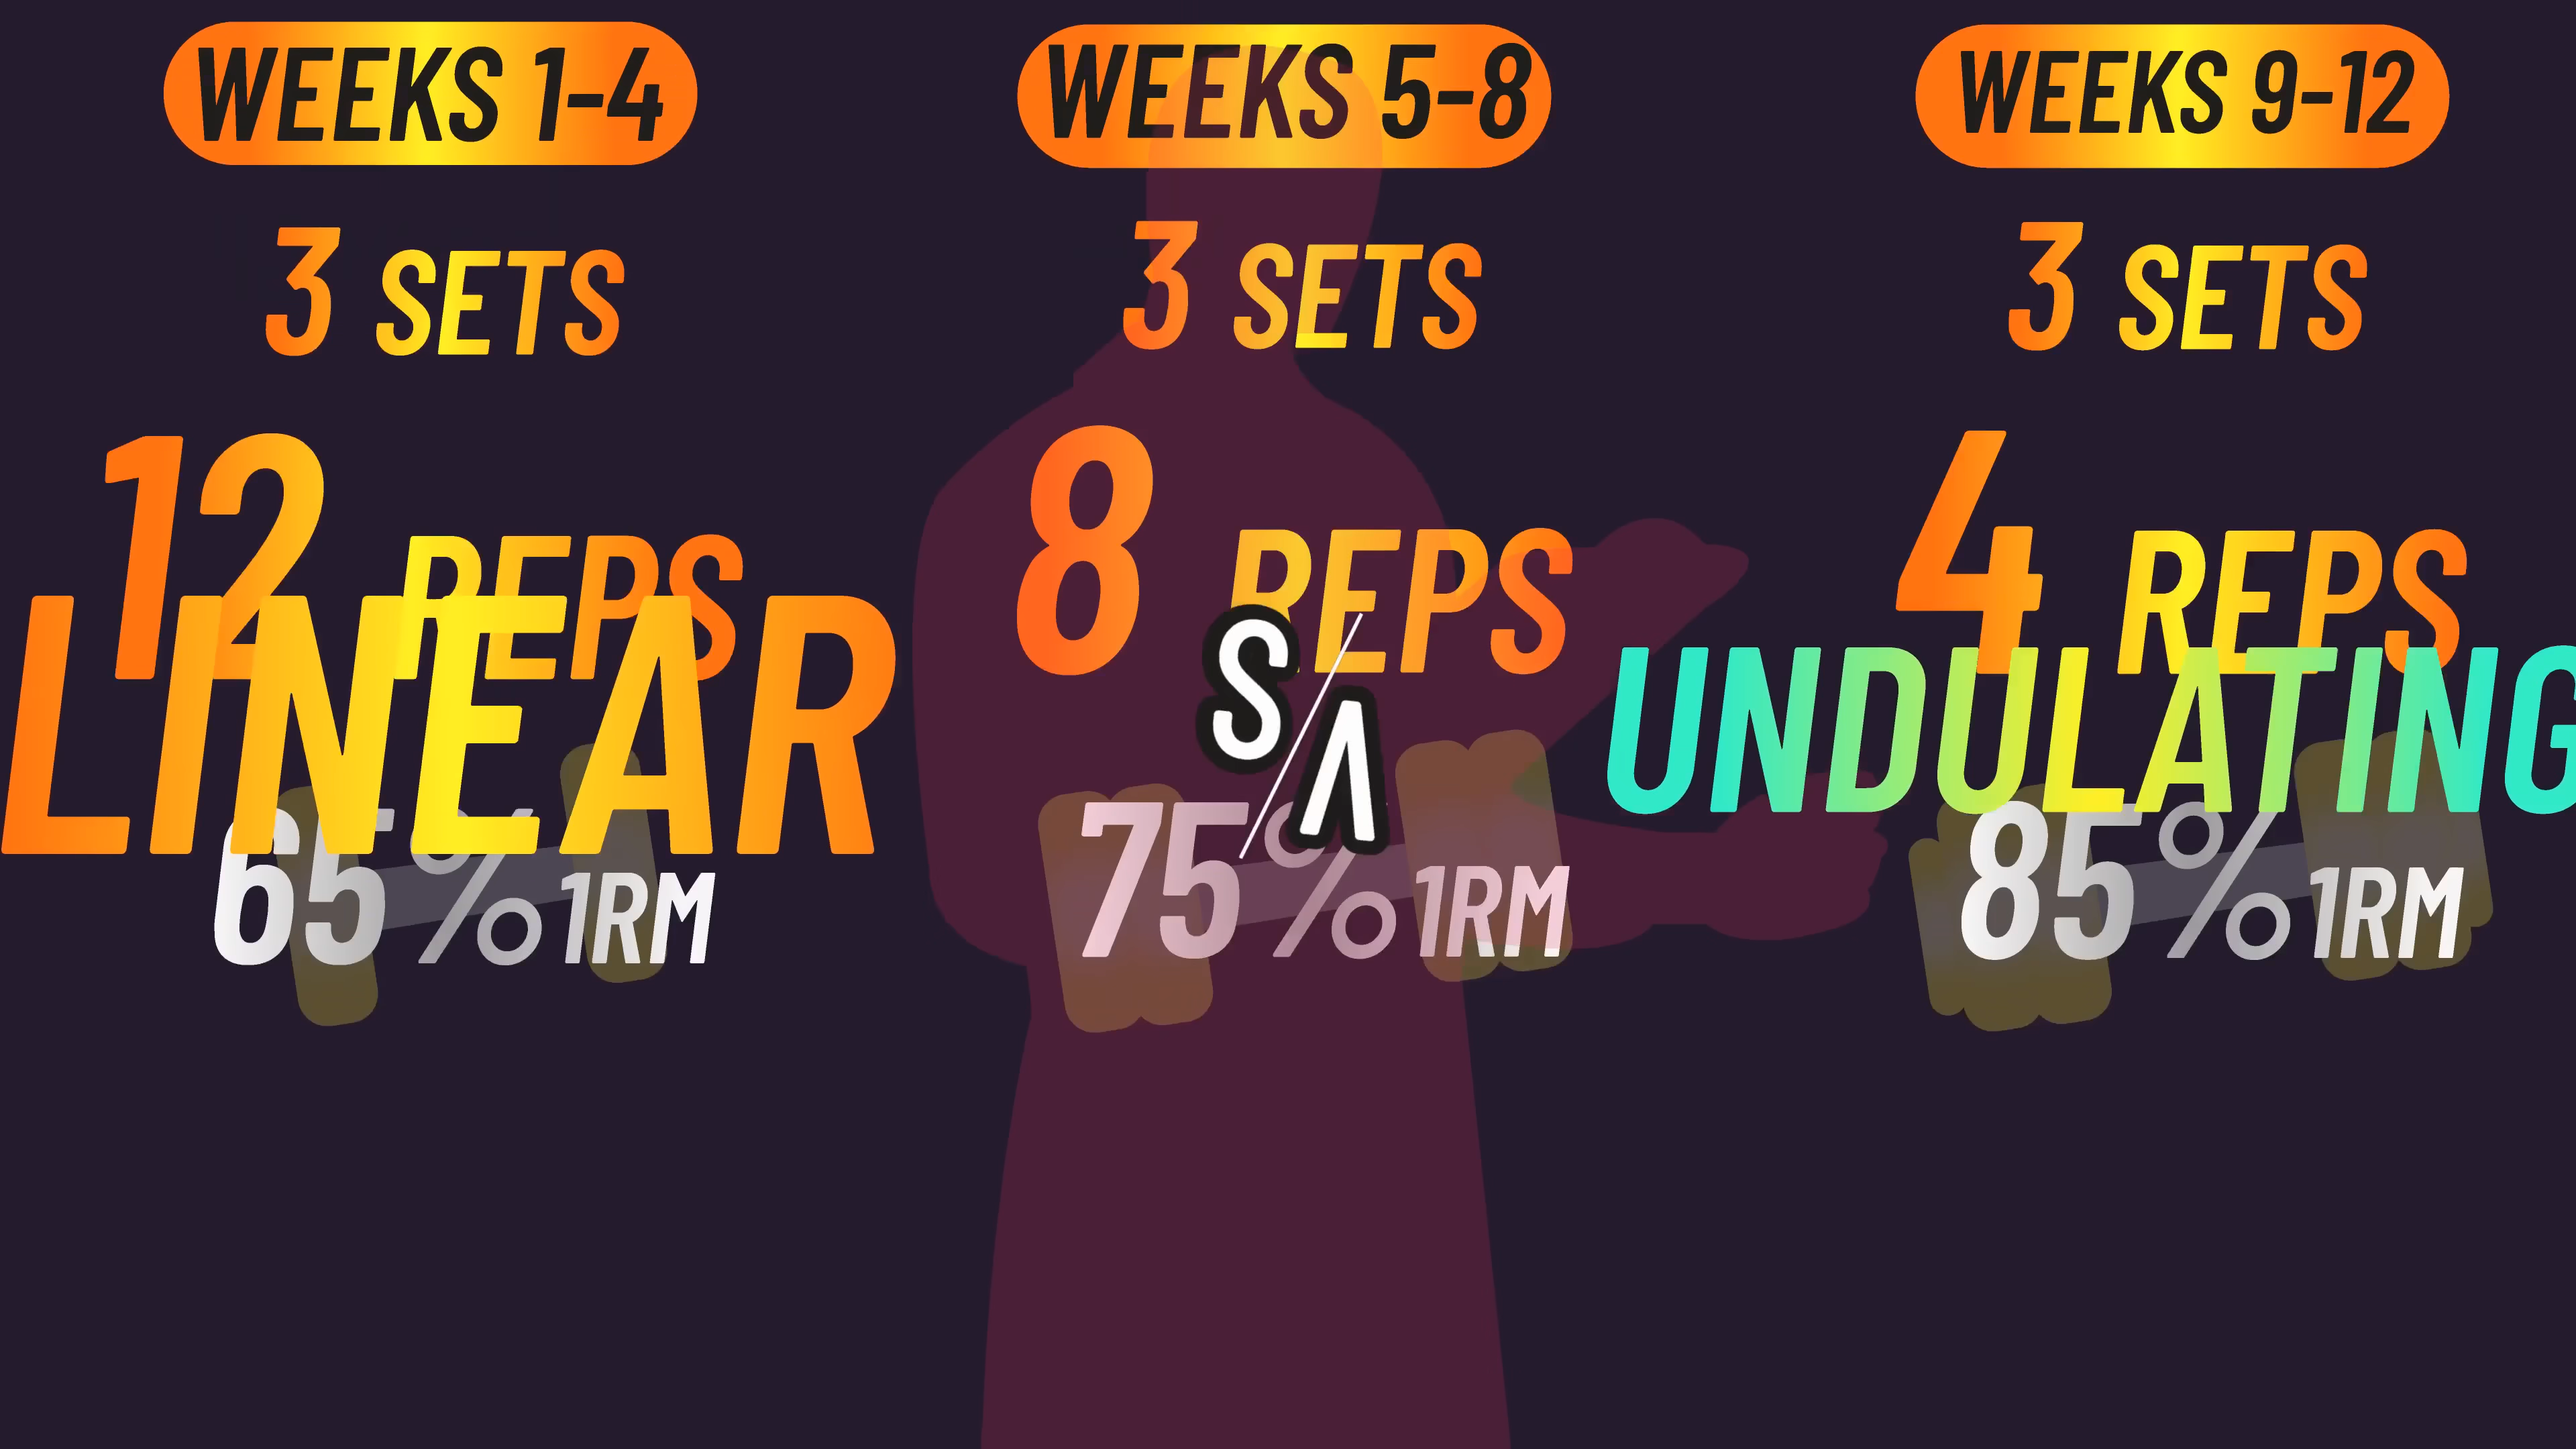 WEEKS 1-4
3 SETS
12 REPS
65% 1RM
WEEKS 5-8
3 SETS
8 REPS
75% 1RM
WEEKS 9-12
3 SETS
4 REPS
85% 1RM
LINEAR
V/S
UNDULATING